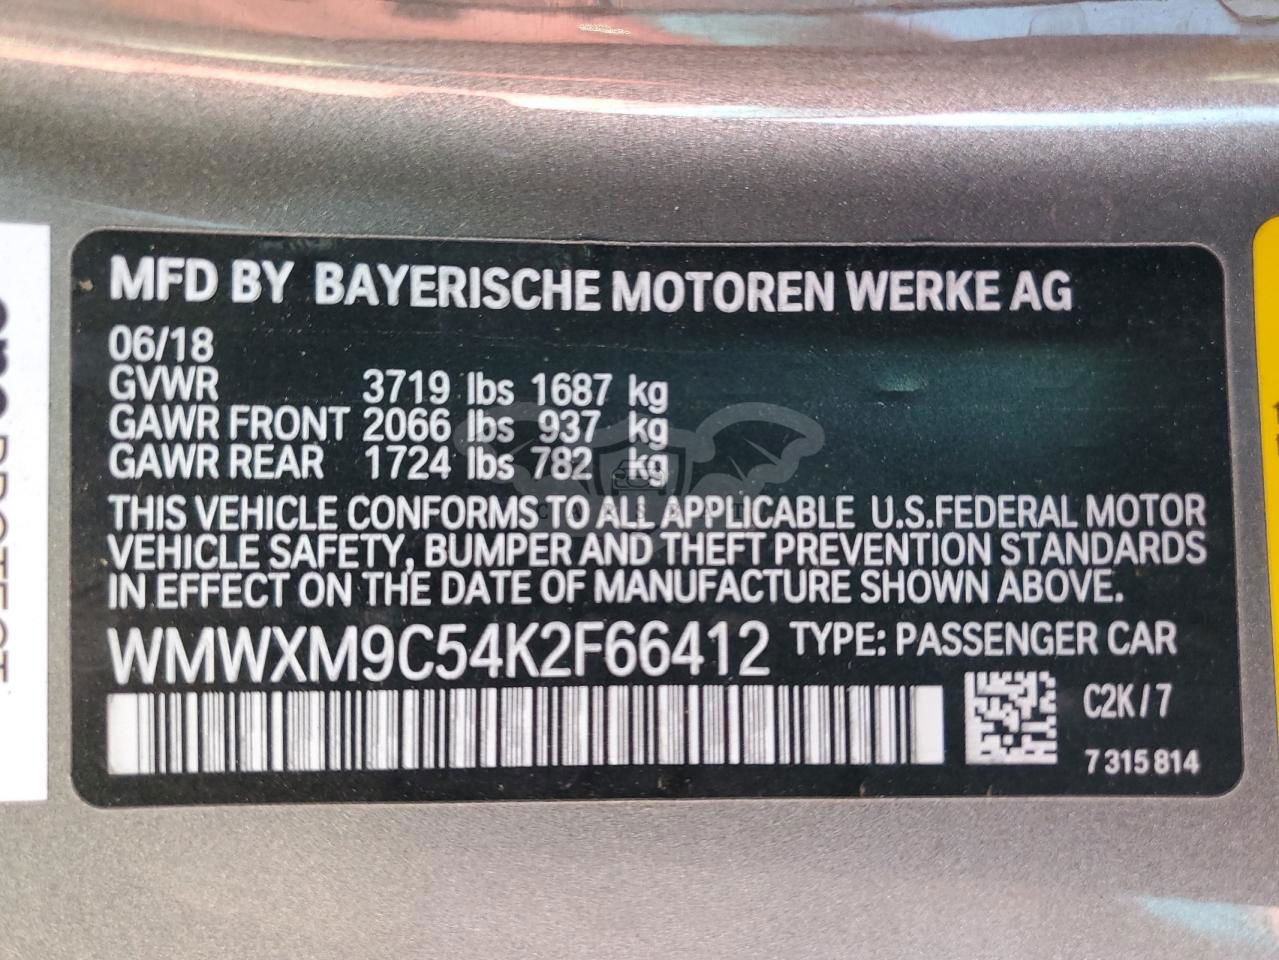 MFD BY BAYERISCHE MOTOREN WERKE AG
06/18
GVWR 3719 lbs 1687 kg
GAWR FRONT 2066 lbs 937 kg
GAWR REAR 1724 lbs 782 kg
THIS VEHICLE CONFORMS TO ALL APPLICABLE U.S.FEDERAL MOTOR
VEHICLE SAFETY, BUMPER AND THEFT PREVENTION STANDARDS
IN EFFECT ON THE DATE OF MANUFACTURE SHOWN ABOVE.
WMWXM9C54K2F66412 TYPE: PASSENGER CAR
C2K/7
7 315 814